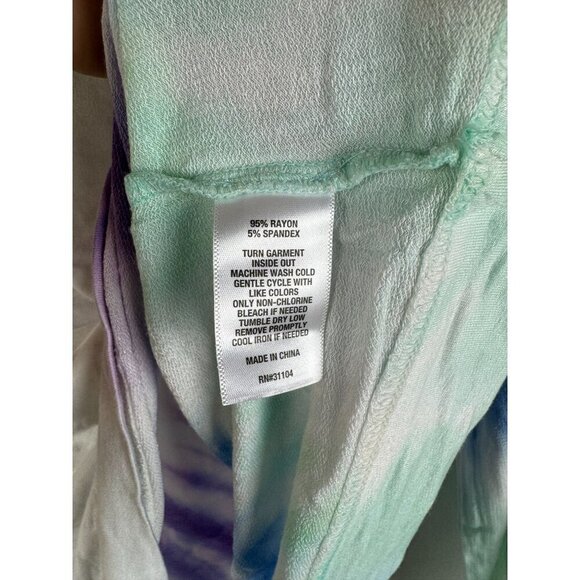 95% RAYON
5% SPANDEX
TURN GARMENT
INSIDE OUT
MACHINE WASH COLD
GENTLE CYCLE WITH
LIKE COLORS
ONLY NON-CHLORINE
BLEACH IF NEEDED
TUMBLE DRY LOW
REMOVE PROMPTLY
COOL IRON IF NEEDED
MADE IN CHINA
RN#31104